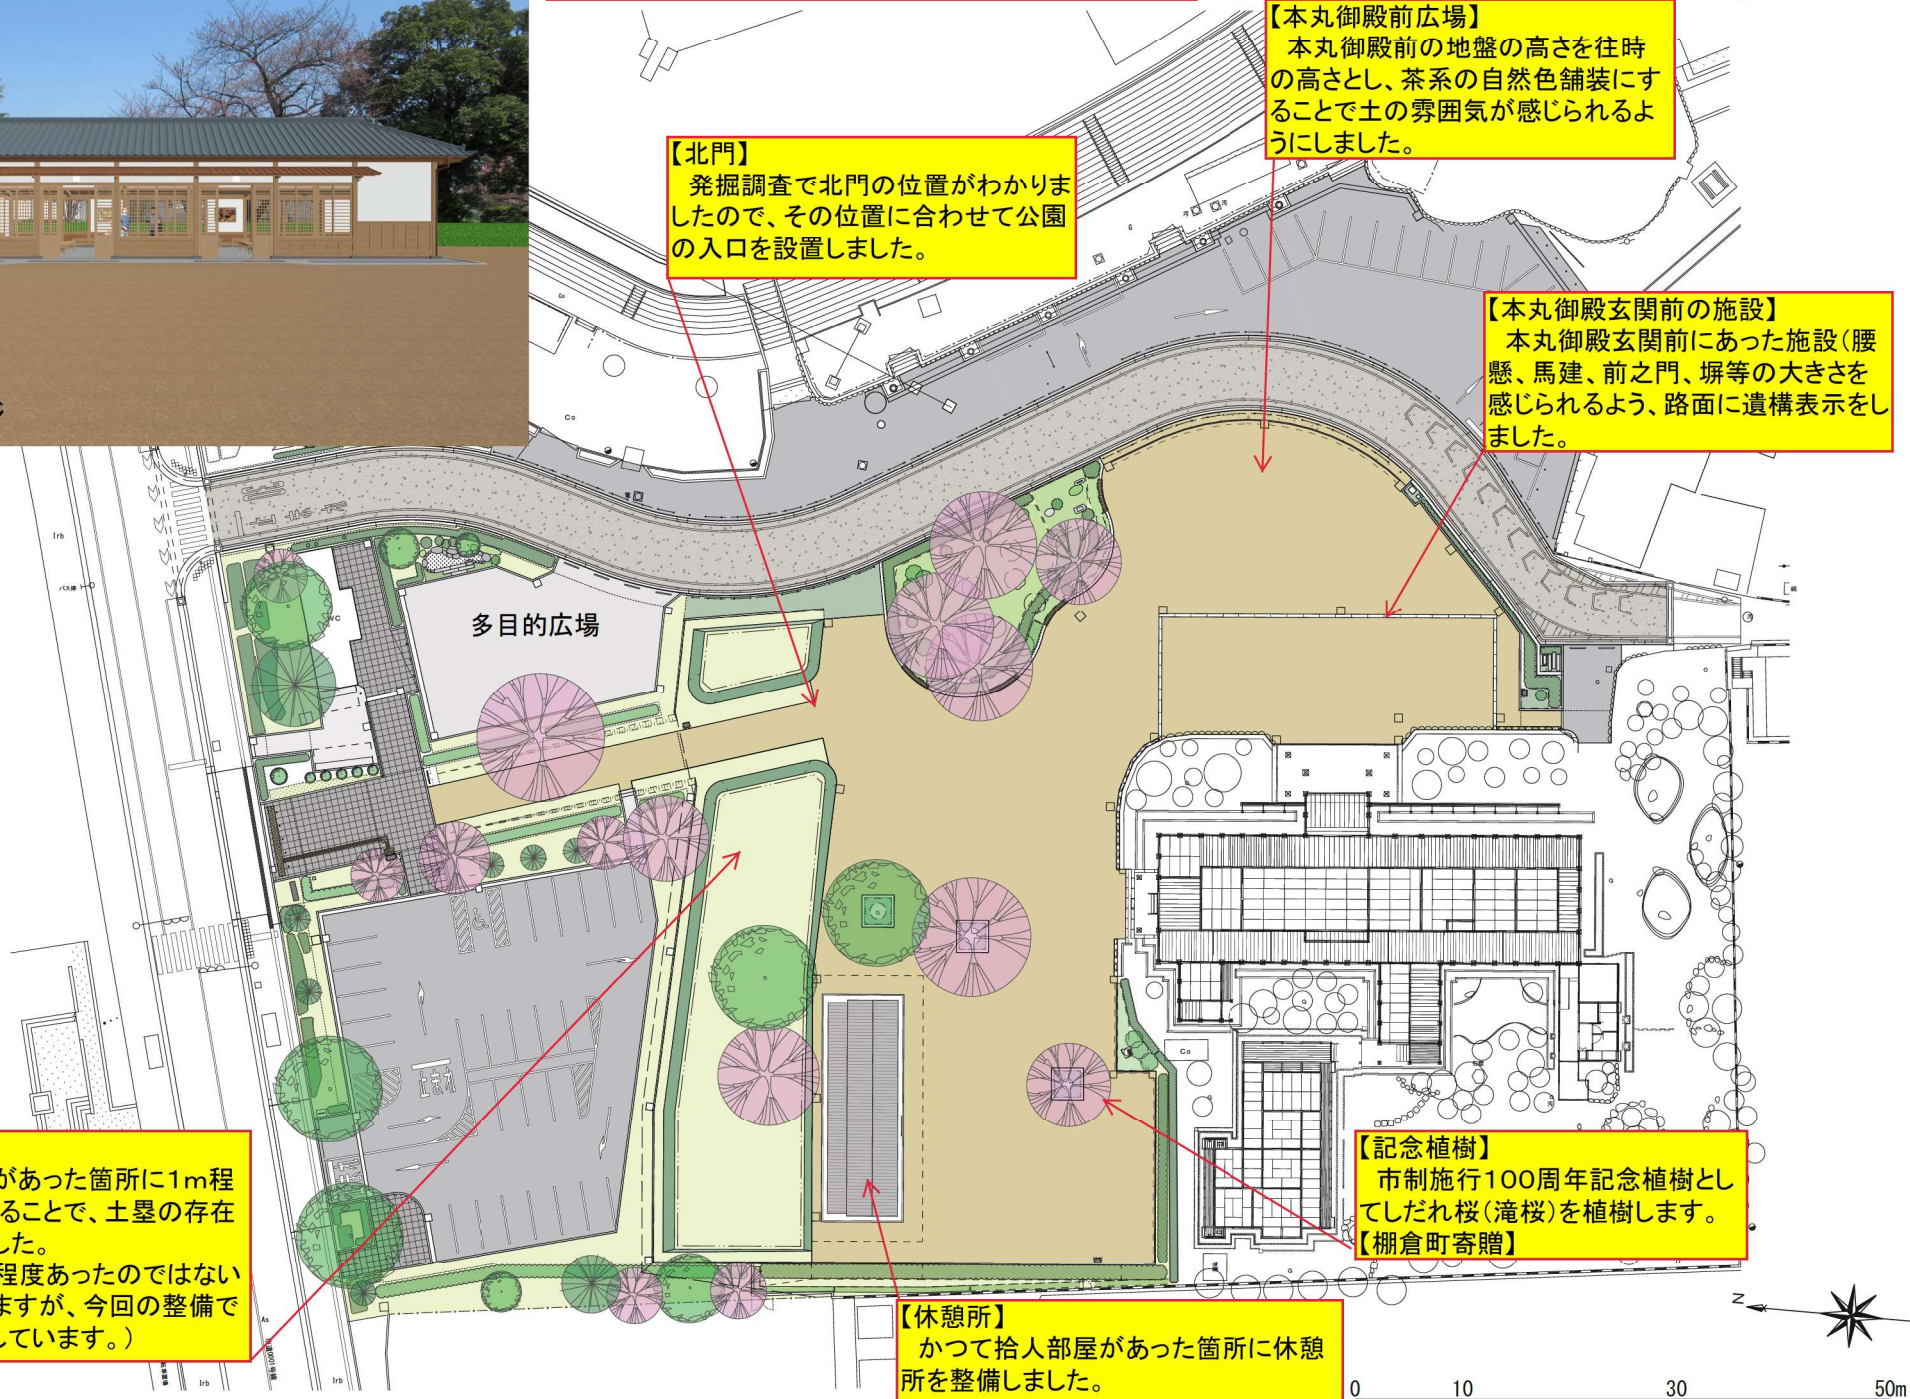 【本丸御殿前広場】
本丸御殿前の地盤の高さを往時
の高さとし、茶系の自然色舗装にす
ることで土の雰囲気が感じられるよ
うにしました。
【北門】
発掘調査で北門の位置がわかりま
したので、その位置に合わせて公園
の入口を設置しました。
【本丸御殿玄関前の施設】
本丸御殿玄関前にあった施設(腰
懸、馬建、前之門、塀等の大きさを
感じられるよう、路面に遺構表示をし
ました。
Co
Co
G
Irb
バス停
WC
多目的広場
があった箇所に1m程
ることで、土塁の存在
した。
程度あったのではない
ますが、今回の整備で
しています。)
Co
G
【記念植樹】
市制施行100周年記念植樹とし
てしだれ桜(滝桜)を植樹します。
【棚倉町寄贈】
【休憩所】
かつて拾人部屋があった箇所に休憩
所を整備しました。
As
Irb
Irb
N
0 10 30 50m